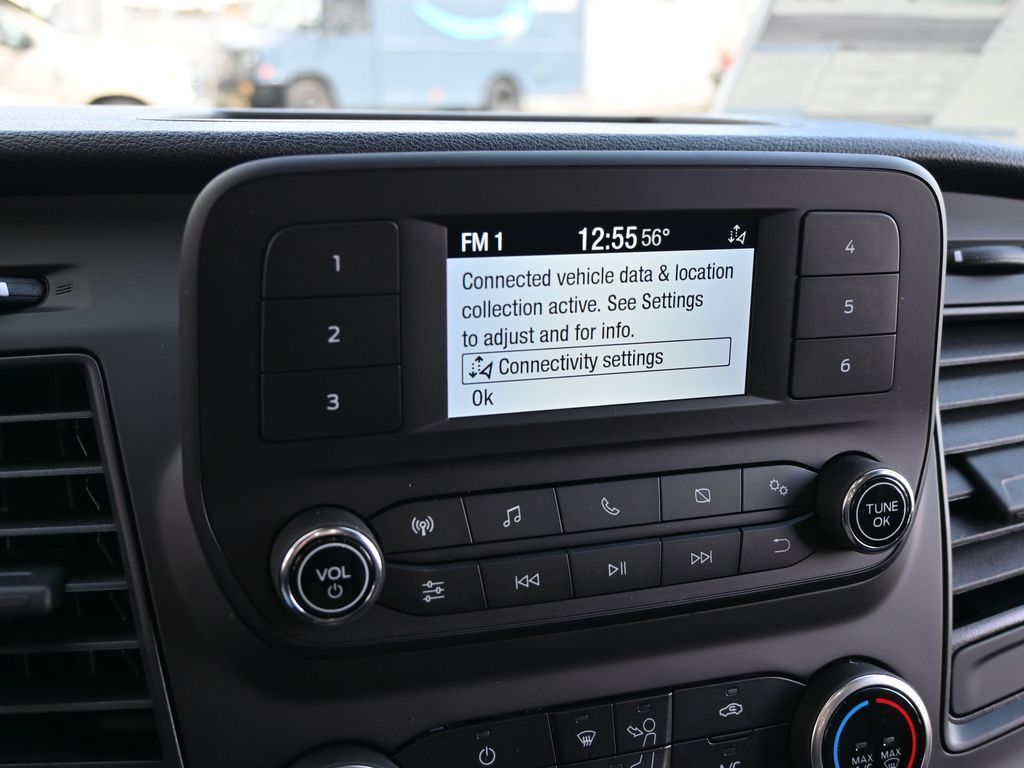 FM 1 12:55 56°
Connected vehicle data & location
collection active. See Settings
to adjust and for info.
Connectivity settings
Ok
1
2
3
4
5
6
VOL
TUNE
OK
MAX
A/C
MAX
A/C